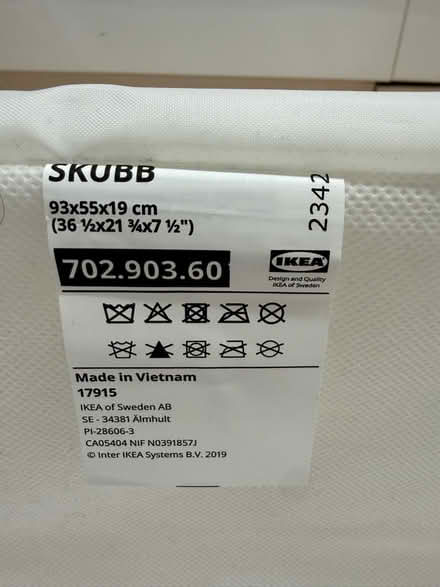 SKUBB
93x55x19 cm
(36 ½x21 ¾x7 ½")
2342
702.903.60
IKEA
Design and Quality
IKEA of Sweden
Made in Vietnam
17915
IKEA of Sweden AB
SE - 34381 Älmhult
PI-28606-3
CA05404 NIF N0391857J
© Inter IKEA Systems B.V. 2019